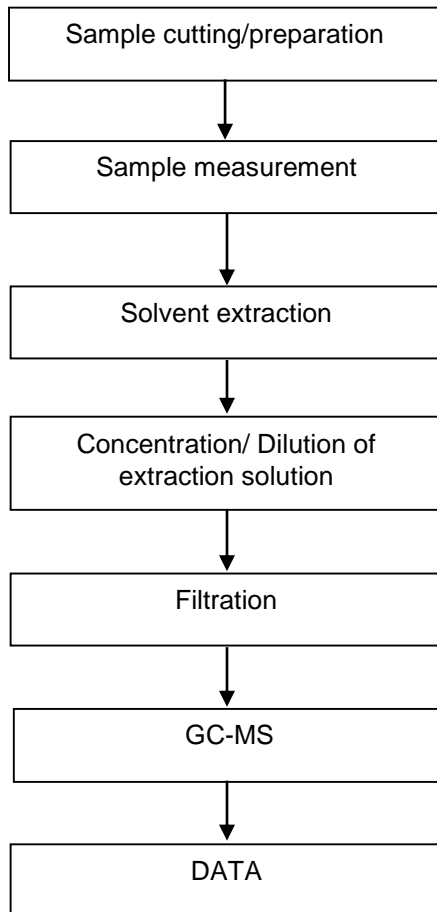 Sample cutting/preparation
Sample measurement
Solvent extraction
Concentration/ Dilution of
extraction solution
Filtration
GC-MS
DATA